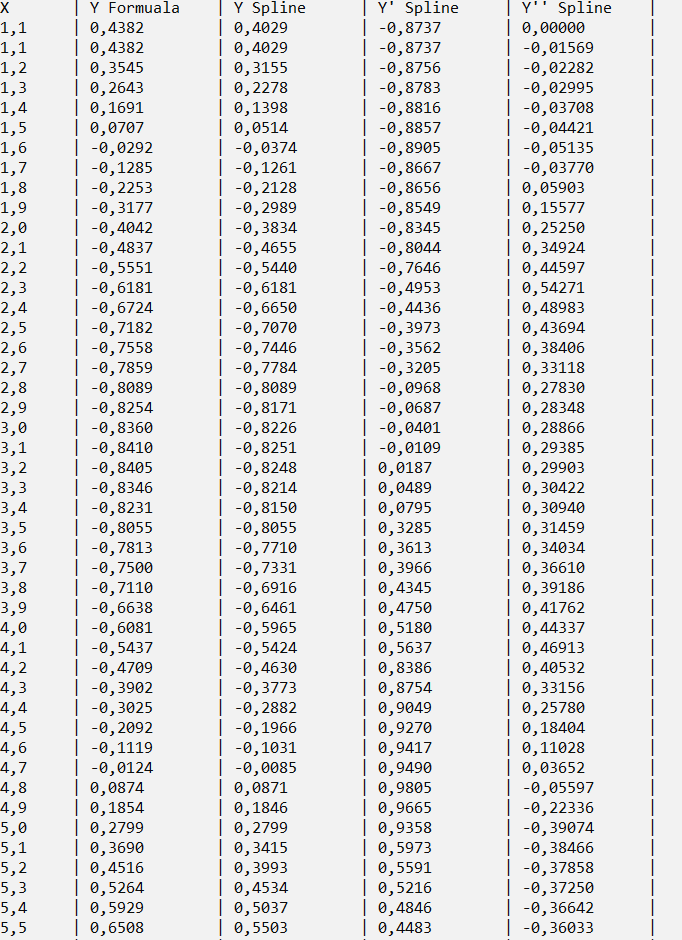 X | Y Formuala | Y Spline | Y' Spline | Y'' Spline |
1,1 | 0,4382 | 0,4029 | -0,8737 | 0,00000 |
1,1 | 0,4382 | 0,4029 | -0,8737 | -0,01569 |
1,2 | 0,3545 | 0,3155 | -0,8756 | -0,02282 |
1,3 | 0,2643 | 0,2278 | -0,8783 | -0,02995 |
1,4 | 0,1691 | 0,1398 | -0,8816 | -0,03708 |
1,5 | 0,0707 | 0,0514 | -0,8857 | -0,04421 |
1,6 | -0,0292 | -0,0374 | -0,8905 | -0,05135 |
1,7 | -0,1285 | -0,1261 | -0,8667 | -0,03770 |
1,8 | -0,2253 | -0,2128 | -0,8656 | 0,05903 |
1,9 | -0,3177 | -0,2989 | -0,8549 | 0,15577 |
2,0 | -0,4042 | -0,3834 | -0,8345 | 0,25250 |
2,1 | -0,4837 | -0,4655 | -0,8044 | 0,34924 |
2,2 | -0,5551 | -0,5440 | -0,7646 | 0,44597 |
2,3 | -0,6181 | -0,6181 | -0,4953 | 0,54271 |
2,4 | -0,6724 | -0,6650 | -0,4436 | 0,48983 |
2,5 | -0,7182 | -0,7070 | -0,3973 | 0,43694 |
2,6 | -0,7558 | -0,7446 | -0,3562 | 0,38406 |
2,7 | -0,7859 | -0,7784 | -0,3205 | 0,33118 |
2,8 | -0,8089 | -0,8089 | -0,0968 | 0,27830 |
2,9 | -0,8254 | -0,8171 | -0,0687 | 0,28348 |
3,0 | -0,8360 | -0,8226 | -0,0401 | 0,28866 |
3,1 | -0,8410 | -0,8251 | -0,0109 | 0,29385 |
3,2 | -0,8405 | -0,8248 | 0,0187 | 0,29903 |
3,3 | -0,8346 | -0,8214 | 0,0489 | 0,30422 |
3,4 | -0,8231 | -0,8150 | 0,0795 | 0,30940 |
3,5 | -0,8055 | -0,8055 | 0,3285 | 0,31459 |
3,6 | -0,7813 | -0,7710 | 0,3613 | 0,34034 |
3,7 | -0,7500 | -0,7331 | 0,3966 | 0,36610 |
3,8 | -0,7110 | -0,6916 | 0,4345 | 0,39186 |
3,9 | -0,6638 | -0,6461 | 0,4750 | 0,41762 |
4,0 | -0,6081 | -0,5965 | 0,5180 | 0,44337 |
4,1 | -0,5437 | -0,5424 | 0,5637 | 0,46913 |
4,2 | -0,4709 | -0,4630 | 0,8386 | 0,40532 |
4,3 | -0,3902 | -0,3773 | 0,8754 | 0,33156 |
4,4 | -0,3025 | -0,2882 | 0,9049 | 0,25780 |
4,5 | -0,2092 | -0,1966 | 0,9270 | 0,18404 |
4,6 | -0,1119 | -0,1031 | 0,9417 | 0,11028 |
4,7 | -0,0124 | -0,0085 | 0,9490 | 0,03652 |
4,8 | 0,0874 | 0,0871 | 0,9805 | -0,05597 |
4,9 | 0,1854 | 0,1846 | 0,9665 | -0,22336 |
5,0 | 0,2799 | 0,2799 | 0,9358 | -0,39074 |
5,1 | 0,3690 | 0,3415 | 0,5973 | -0,38466 |
5,2 | 0,4516 | 0,3993 | 0,5591 | -0,37858 |
5,3 | 0,5264 | 0,4534 | 0,5216 | -0,37250 |
5,4 | 0,5929 | 0,5037 | 0,4846 | -0,36642 |
5,5 | 0,6508 | 0,5503 | 0,4483 | -0,36033 |